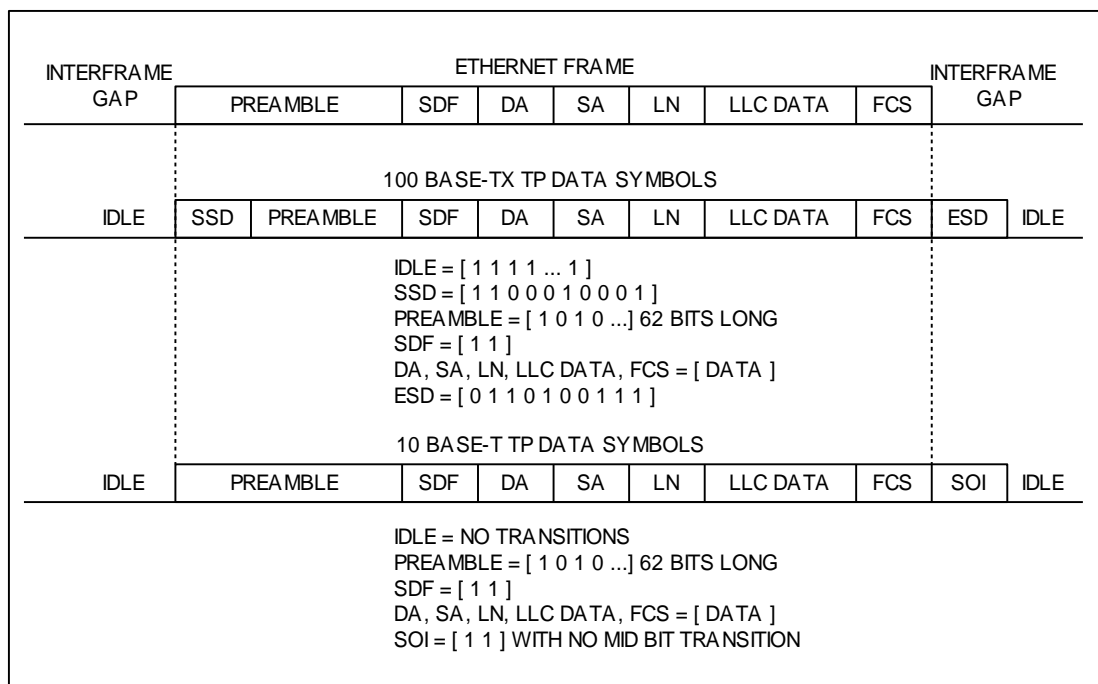 INTERFRAME GAP
ETHERNET FRAME
INTERFRAME GAP
PREAMBLE SDF DA SA LN LLC DATA FCS
100 BASE-TX TP DATA SYMBOLS
IDLE SSD PREAMBLE SDF DA SA LN LLC DATA FCS ESD IDLE
IDLE = [ 1 1 1 1 ... 1 ]
SSD = [ 1 1 0 0 0 1 0 0 0 1 ]
PREAMBLE = [ 1 0 1 0 ...] 62 BITS LONG
SDF = [ 1 1 ]
DA, SA, LN, LLC DATA, FCS = [ DATA ]
ESD = [ 0 1 1 0 1 0 0 1 1 1 ]
10 BASE-T TP DATA SYMBOLS
IDLE PREAMBLE SDF DA SA LN LLC DATA FCS SOI IDLE
IDLE = NO TRANSITIONS
PREAMBLE = [ 1 0 1 0 ...] 62 BITS LONG
SDF = [ 1 1 ]
DA, SA, LN, LLC DATA, FCS = [ DATA ]
SOI = [ 1 1 ] WITH NO MID BIT TRANSITION